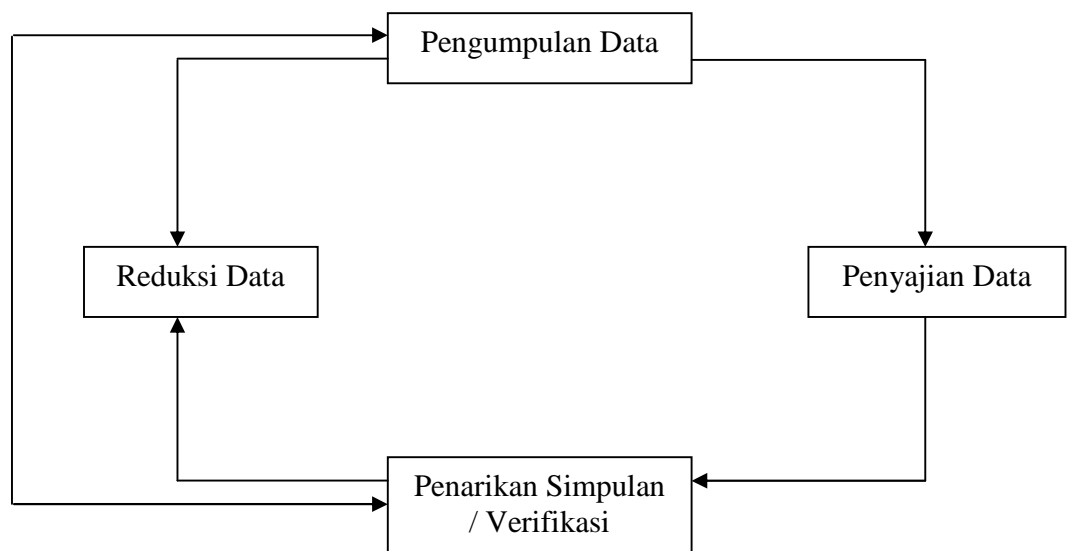 Pengumpulan Data
Reduksi Data
Penyajian Data
Penarikan Simpulan
/ Verifikasi